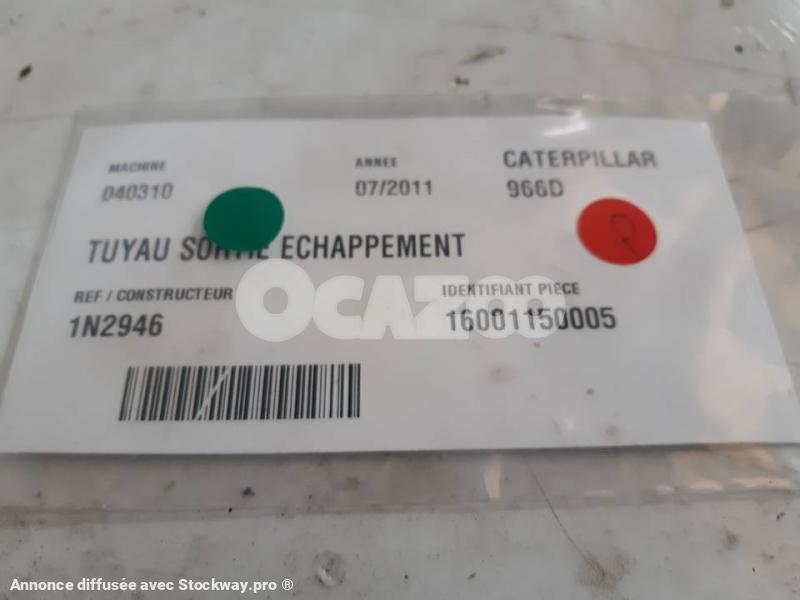 MACHINE
040310
ANNEE
07/2011
CATERPILLAR
966D
TUYAU SORTIE ECHAPPEMENT
REF / CONSTRUCTEUR
1N2946
IDENTIFIANT PIECE
16001150005
OCAZOO
Annonce diffusée avec Stockway.pro ®